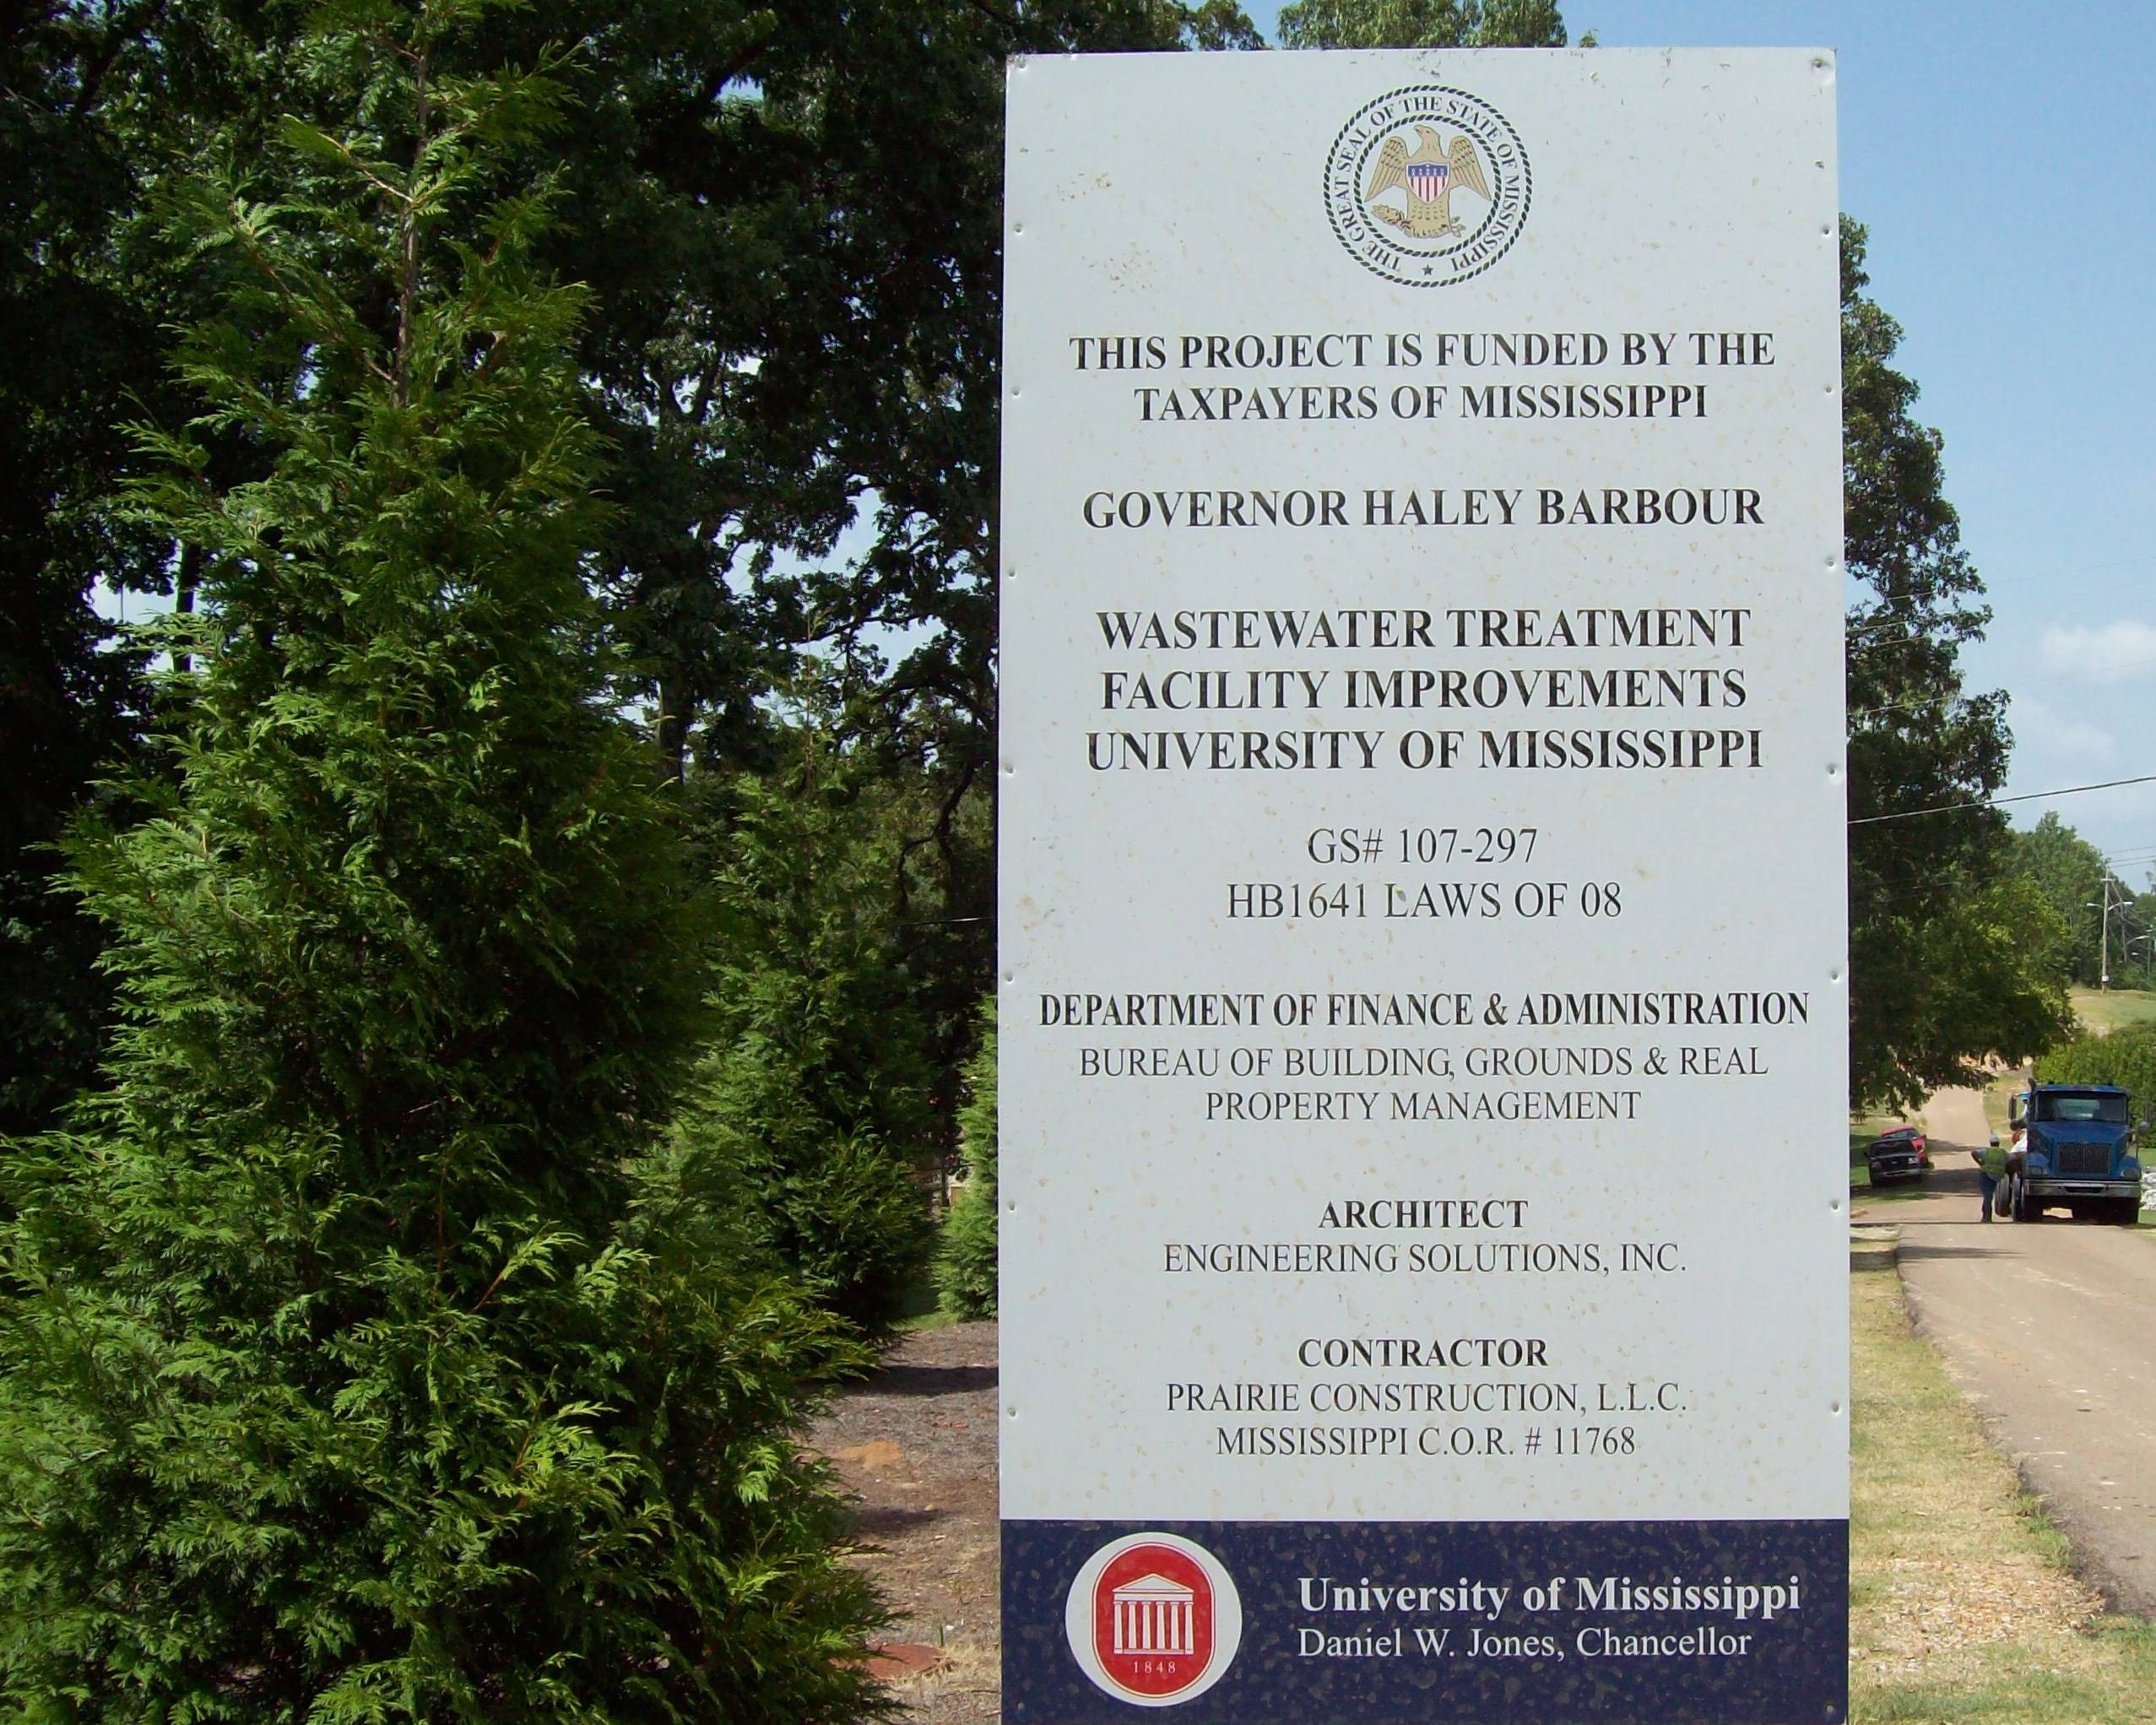 THE GREAT SEAL OF THE STATE OF MISSISSIPPI
THIS PROJECT IS FUNDED BY THE
TAXPAYERS OF MISSISSIPPI
GOVERNOR HALEY BARBOUR
WASTEWATER TREATMENT
FACILITY IMPROVEMENTS
UNIVERSITY OF MISSISSIPPI
GS# 107-297
HB1641 LAWS OF 08
DEPARTMENT OF FINANCE & ADMINISTRATION
BUREAU OF BUILDING, GROUNDS & REAL
PROPERTY MANAGEMENT
ARCHITECT
ENGINEERING SOLUTIONS, INC.
CONTRACTOR
PRAIRIE CONSTRUCTION, L.L.C.
MISSISSIPPI C.O.R. # 11768
1848
University of Mississippi
Daniel W. Jones, Chancellor